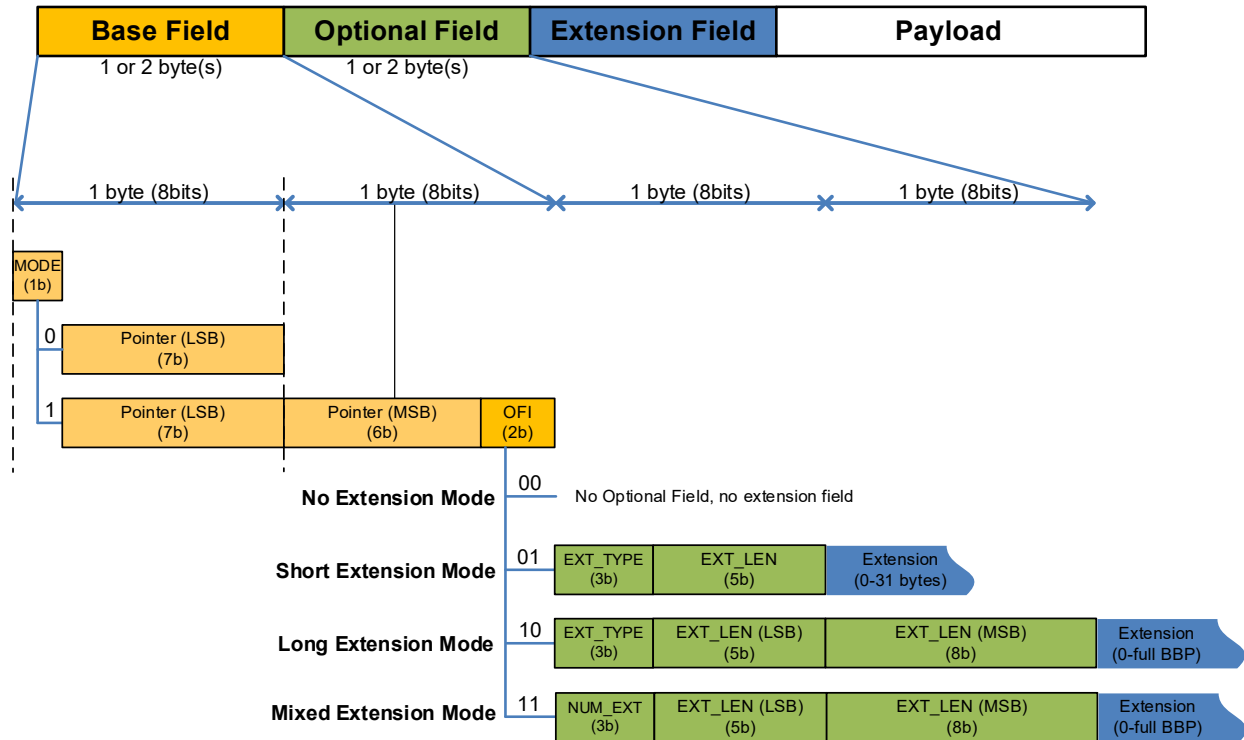 Base Field Optional Field Extension Field Payload
1 or 2 byte(s) 1 or 2 byte(s)
1 byte (8bits) 1 byte (8bits) 1 byte (8bits) 1 byte (8bits)
MODE
(1b)
0
Pointer (LSB)
(7b)
1
Pointer (LSB)
(7b)
Pointer (MSB)
(6b)
OFI
(2b)
No Extension Mode
00
No Optional Field, no extension field
Short Extension Mode
01
EXT_TYPE
(3b)
EXT_LEN
(5b)
Extension
(0-31 bytes)
Long Extension Mode
10
EXT_TYPE
(3b)
EXT_LEN (LSB)
(5b)
EXT_LEN (MSB)
(8b)
Extension
(0-full BBP)
Mixed Extension Mode
11
NUM_EXT
(3b)
EXT_LEN (LSB)
(5b)
EXT_LEN (MSB)
(8b)
Extension
(0-full BBP)